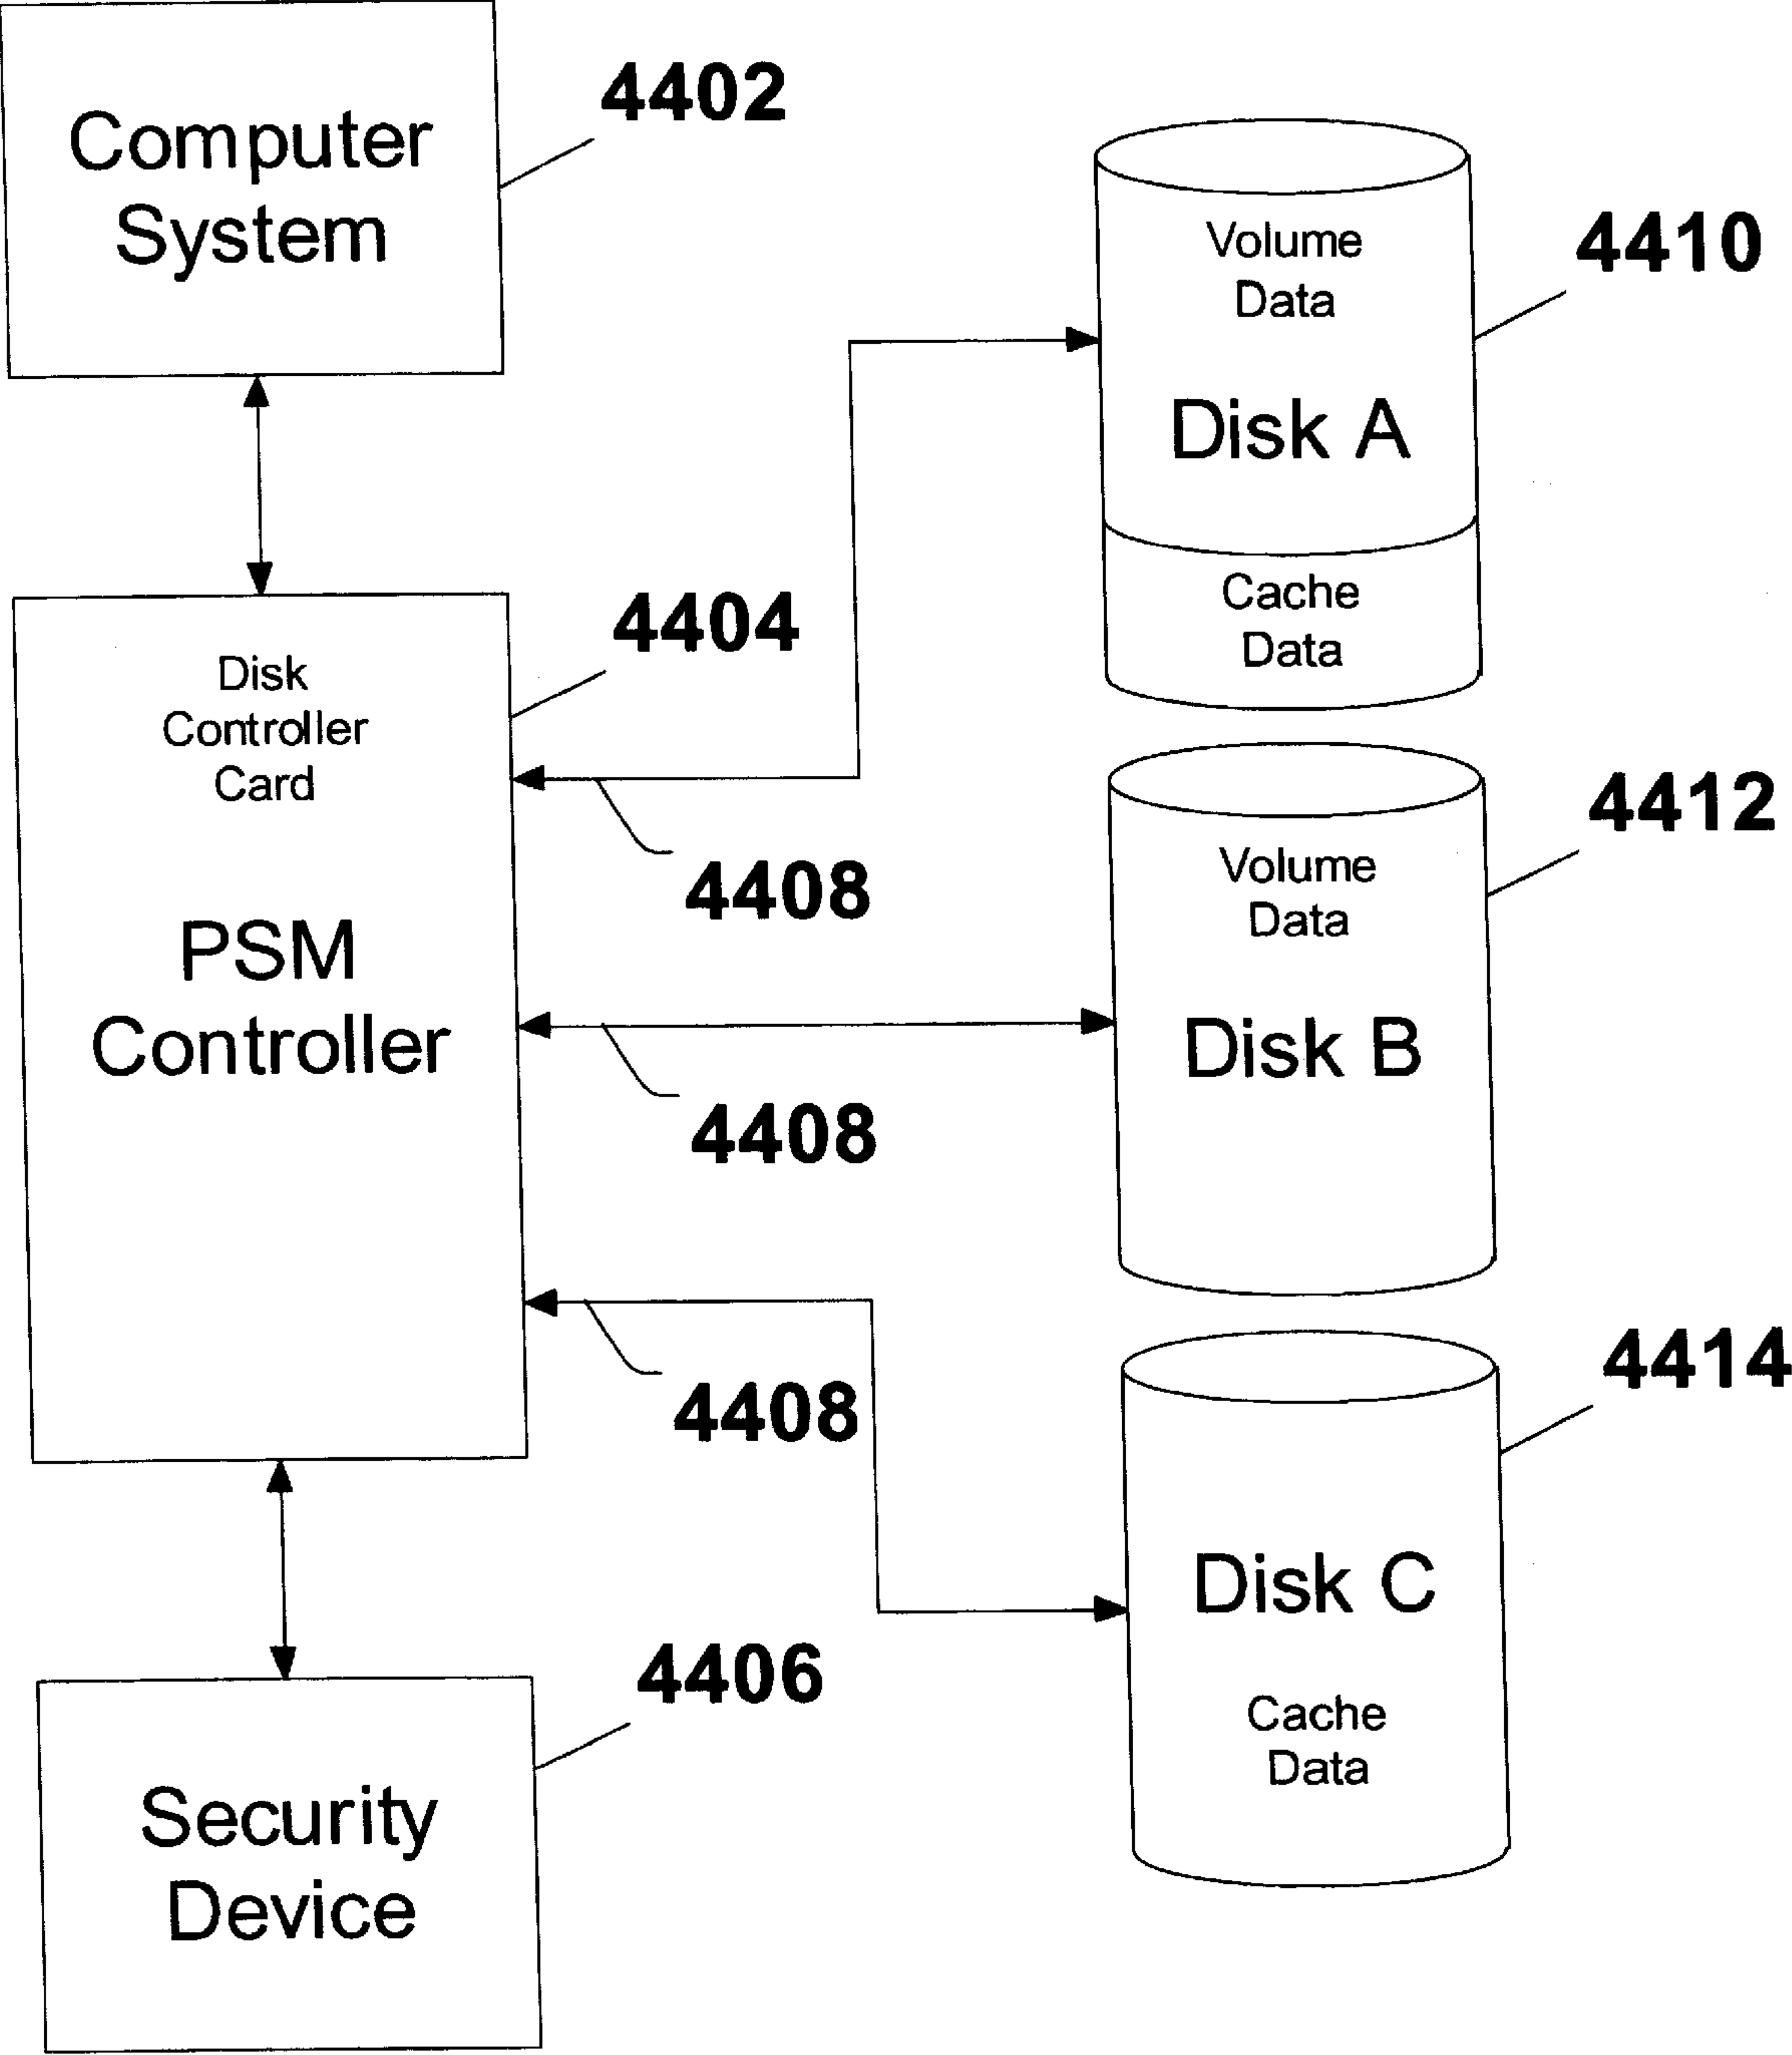 Computer
System
4402
Disk
Controller
Card
PSM
Controller
4404
4408
4408
4408
Security
Device
4406
Volume
Data
Disk A
Cache
Data
4410
Volume
Data
Disk B
4412
Disk C
Cache
Data
4414